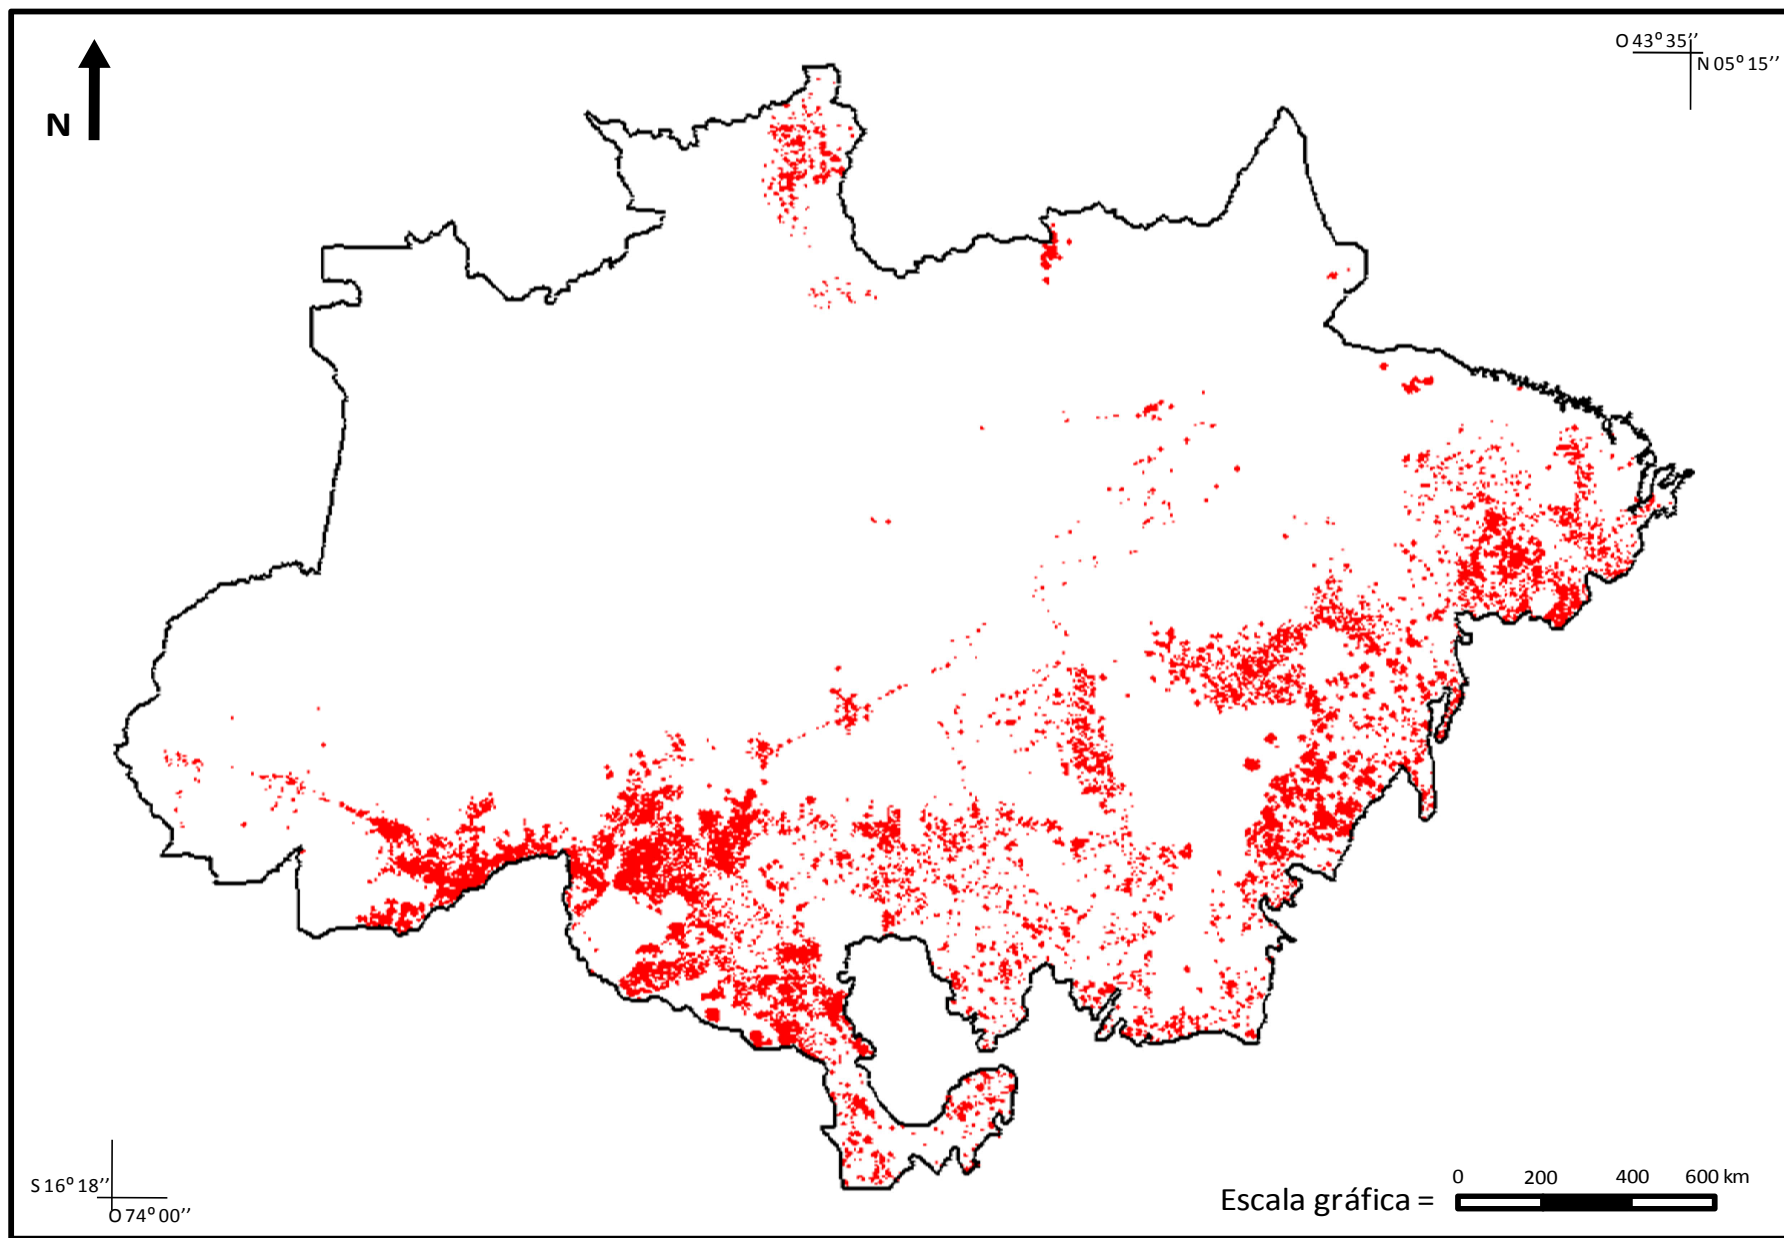 O 43° 35’’
N 05° 15’’
N
S 16° 18’’
O 74° 00’’
0 200 400 600 km
Escala gráfica =